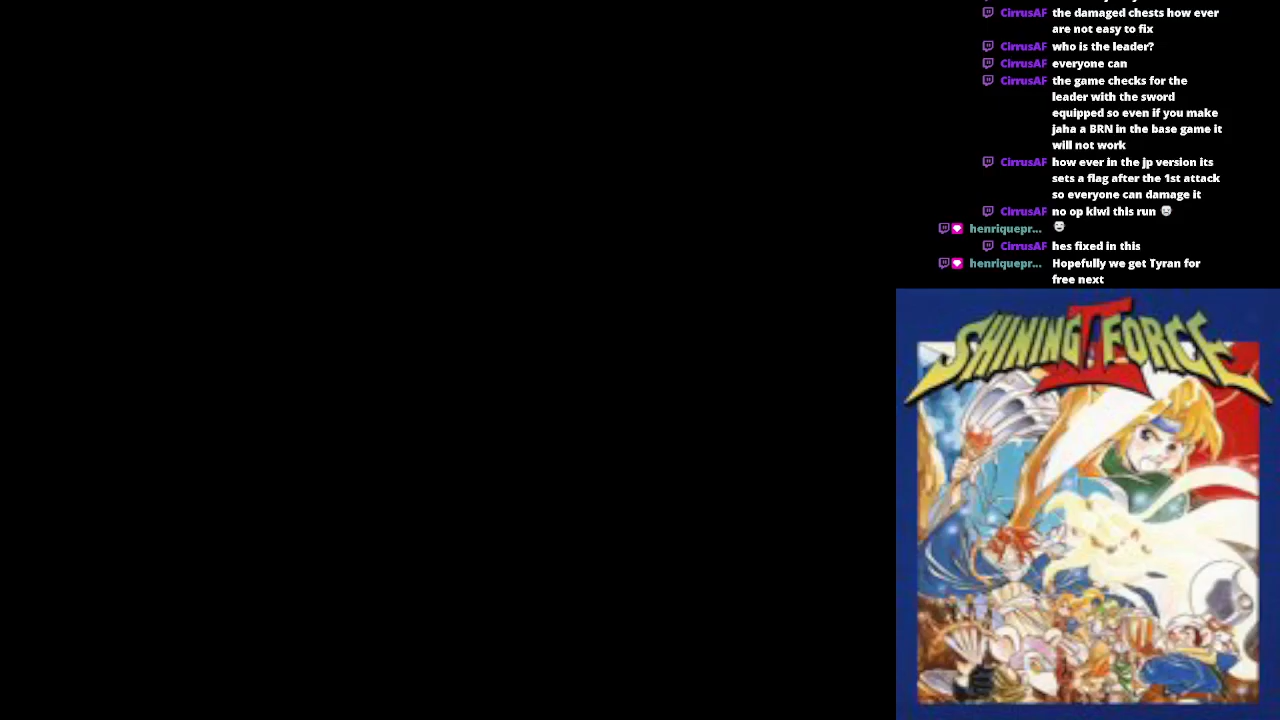 CirrusAF the damaged chests how ever
are not easy to fix
CirrusAF who is the leader?
CirrusAF everyone can
CirrusAF the game checks for the
leader with the sword
equipped so even if you make
jaha a BRN in the base game it
will not work
CirrusAF how ever in the jp version its
sets a flag after the 1st attack
so everyone can damage it
CirrusAF no op kiwi this run
henriquepr...
CirrusAF hes fixed in this
henriquepr... Hopefully we get Tyran for
free next
SHINING FORCE II